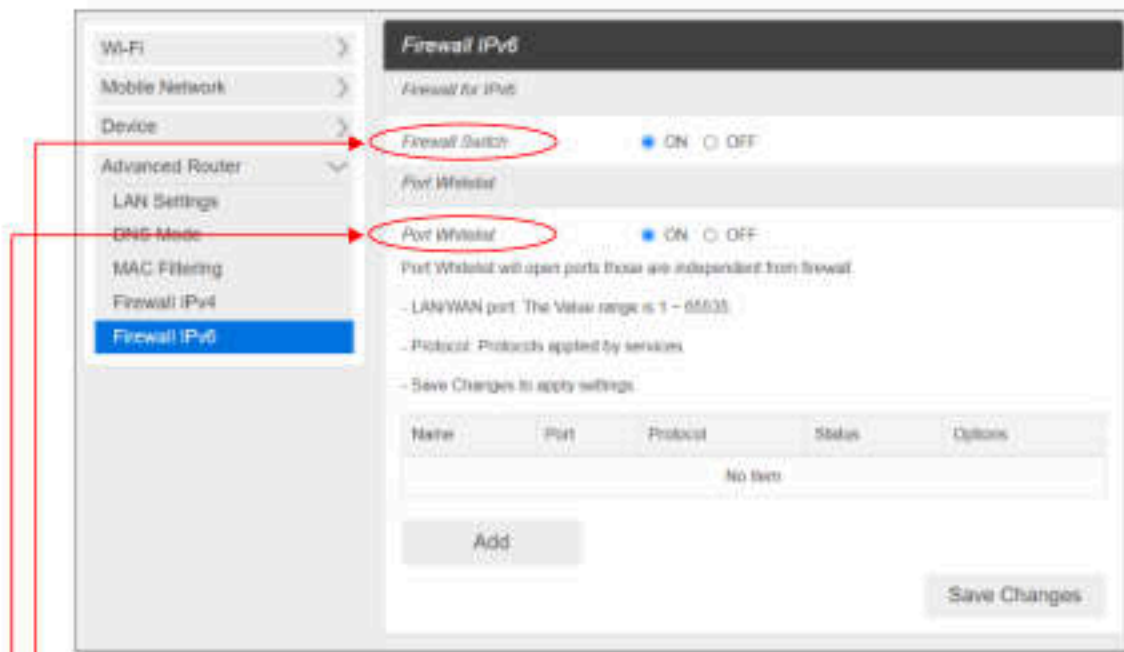 Wi-Fi
Mobile Network
Device
Advanced Router
LAN Settings
DNS Mode
MAC Filtering
Firewall IPv4
Firewall IPv6
Firewall IPv6
Firewall for IPv6
Firewall Switch ON OFF
Port Whitelist
Port Whitelist ON OFF
Port Whitelist will open ports those are independent from firewall.
- LAN/WAN port: The Value range is 1 ~ 65535.
- Protocol: Protocols applied by services.
- Save Changes to apply settings.
Name Port Protocol Status Options
No Item
Add
Save Changes